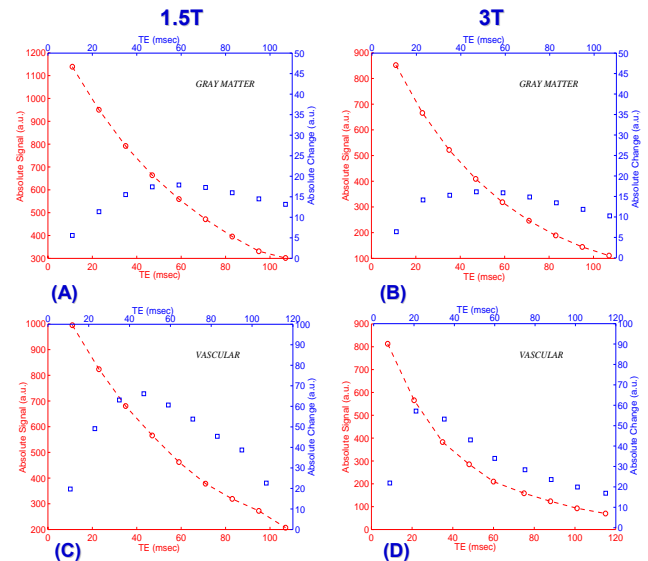 1.5T
3T
TE (msec)
0 20 40 60 80 100
TE (msec)
0 20 40 60 80 100
1200
1100
1000
900
800
700
600
500
400
300
Absolute Signal (a.u.)
GRAY MATTER
50
45
40
35
30
25
20
15
10
5
0
Absolute Change (a.u.)
0 20 40 60 80 100
TE (msec)
(A)
900
800
700
600
500
400
300
200
100
Absolute Signal (a.u.)
GRAY MATTER
50
45
40
35
30
25
20
15
10
5
0
Absolute Change (a.u.)
0 20 40 60 80 100
TE (msec)
(B)
TE (msec)
0 20 40 60 80 100 120
TE (msec)
0 20 40 60 80 100 120
1000
900
800
700
600
500
400
300
200
Absolute Signal (a.u.)
VASCULAR
100
90
80
70
60
50
40
30
20
10
0
Absolute Change (a.u.)
0 20 40 60 80 100
TE (msec)
(C)
900
800
700
600
500
400
300
200
100
0
Absolute Signal (a.u.)
VASCULAR
100
90
80
70
60
50
40
30
20
10
0
Absolute Change (a.u.)
0 20 40 60 80 100 120
TE (msec)
(D)